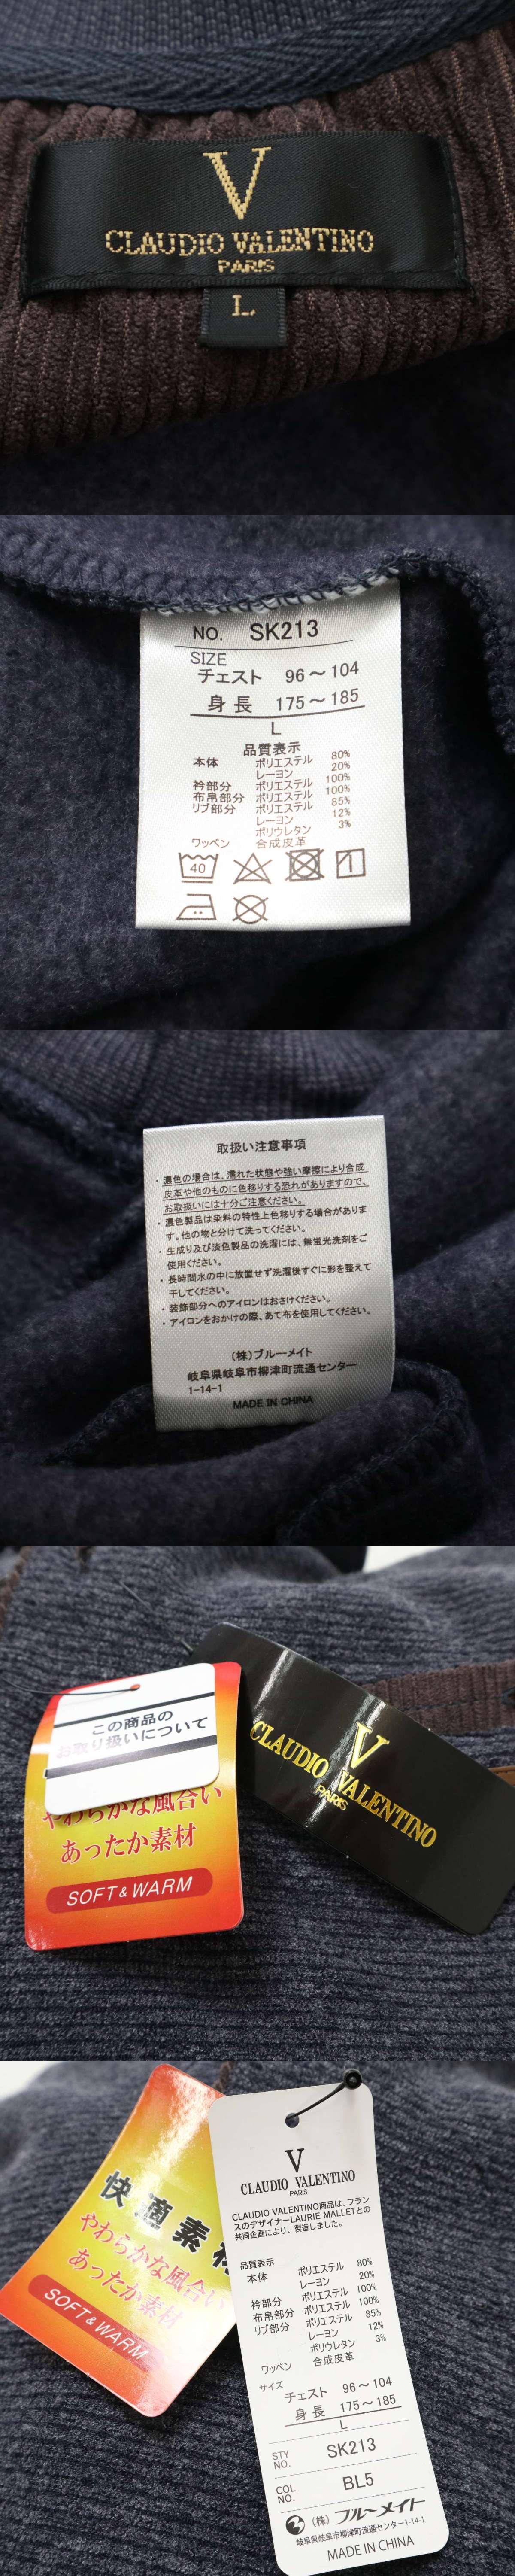 V
CLAUDIO VALENTINO
PARIS
L
NO. SK213
SIZE
チェスト 96～104
身長 175～185
L
品質表示
本体 ポリエステル 80%
レーヨン 20%
衿部分 ポリエステル 100%
布帛部分 ポリエステル 100%
リブ部分 ポリエステル 85%
レーヨン 12%
ポリウレタン 3%
ワッペン 合成皮革
40
取扱い注意事項
・濃色の場合は、濡れた状態や強い摩擦により合成
皮革や他のものに色移りする恐れがありますので、
お取扱いには十分ご注意ください。
・濃色製品は染料の特性上色移りする場合がありま
す。他の物と分けて洗ってください。
・生成り及び淡色製品の洗濯には、無蛍光洗剤をご
使用ください。
・長時間水の中に放置せず洗濯後すぐに形を整えて
干してください。
・装飾部分へのアイロンはおさけください。
・アイロンをおかけの際、あて布を使用してください。
(株)ブルーメイト
岐阜県岐阜市柳津町流通センター
1-14-1
MADE IN CHINA
この商品の
お取り扱いについて
やわらかな風合い
あったか素材
SOFT & WARM
V
CLAUDIO VALENTINO
PARIS
快適素材
やわらかな風合い
あったか素材
SOFT & WARM
V
CLAUDIO VALENTINO
PARIS
CLAUDIO VALENTINO商品は、フラン
スのデザイナーLAURIE MALLETとの
共同企画により、製造しました。
品質表示
本体 ポリエステル 80%
レーヨン 20%
衿部分 ポリエステル 100%
布帛部分 ポリエステル 100%
リブ部分 ポリエステル 85%
レーヨン 12%
ポリウレタン 3%
ワッペン 合成皮革
サイズ
チェスト 96～104
身長 175～185
L
STY NO. SK213
COL NO. BL5
(株)ブルーメイト
岐阜県岐阜市柳津町流通センター1-14-1
MADE IN CHINA